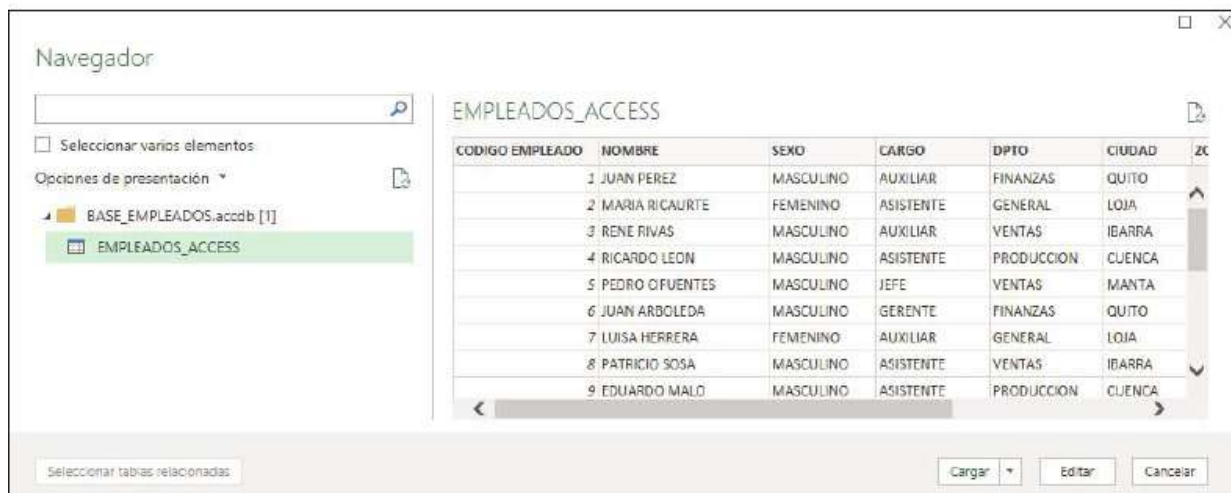 Navegador
Seleccionar varios elementos
Opciones de presentación
BASE_EMPLEADOS.accdb [1]
EMPLEADOS_ACCESS
EMPLEADOS_ACCESS
CODIGO EMPLEADO NOMBRE SEXO CARGO DPTO CIUDAD ZO
1 JUAN PEREZ MASCULINO AUXILIAR FINANZAS QUITO
2 MARIA RICAURTE FEMENINO ASISTENTE GENERAL LOJA
3 RENE RIVAS MASCULINO AUXILIAR VENTAS IBARRA
4 RICARDO LEON MASCULINO ASISTENTE PRODUCCION CUENCA
5 PEDRO CIFUENTES MASCULINO JEFE VENTAS MANTA
6 JUAN ARBOLEDA MASCULINO GERENTE FINANZAS QUITO
7 LUISA HERRERA FEMENINO AUXILIAR GENERAL LOJA
8 PATRICIO SOSA MASCULINO ASISTENTE VENTAS IBARRA
9 EDUARDO MALO MASCULINO ASISTENTE PRODUCCION CUENCA
Seleccionar tablas relacionadas
Cargar Editar Cancelar